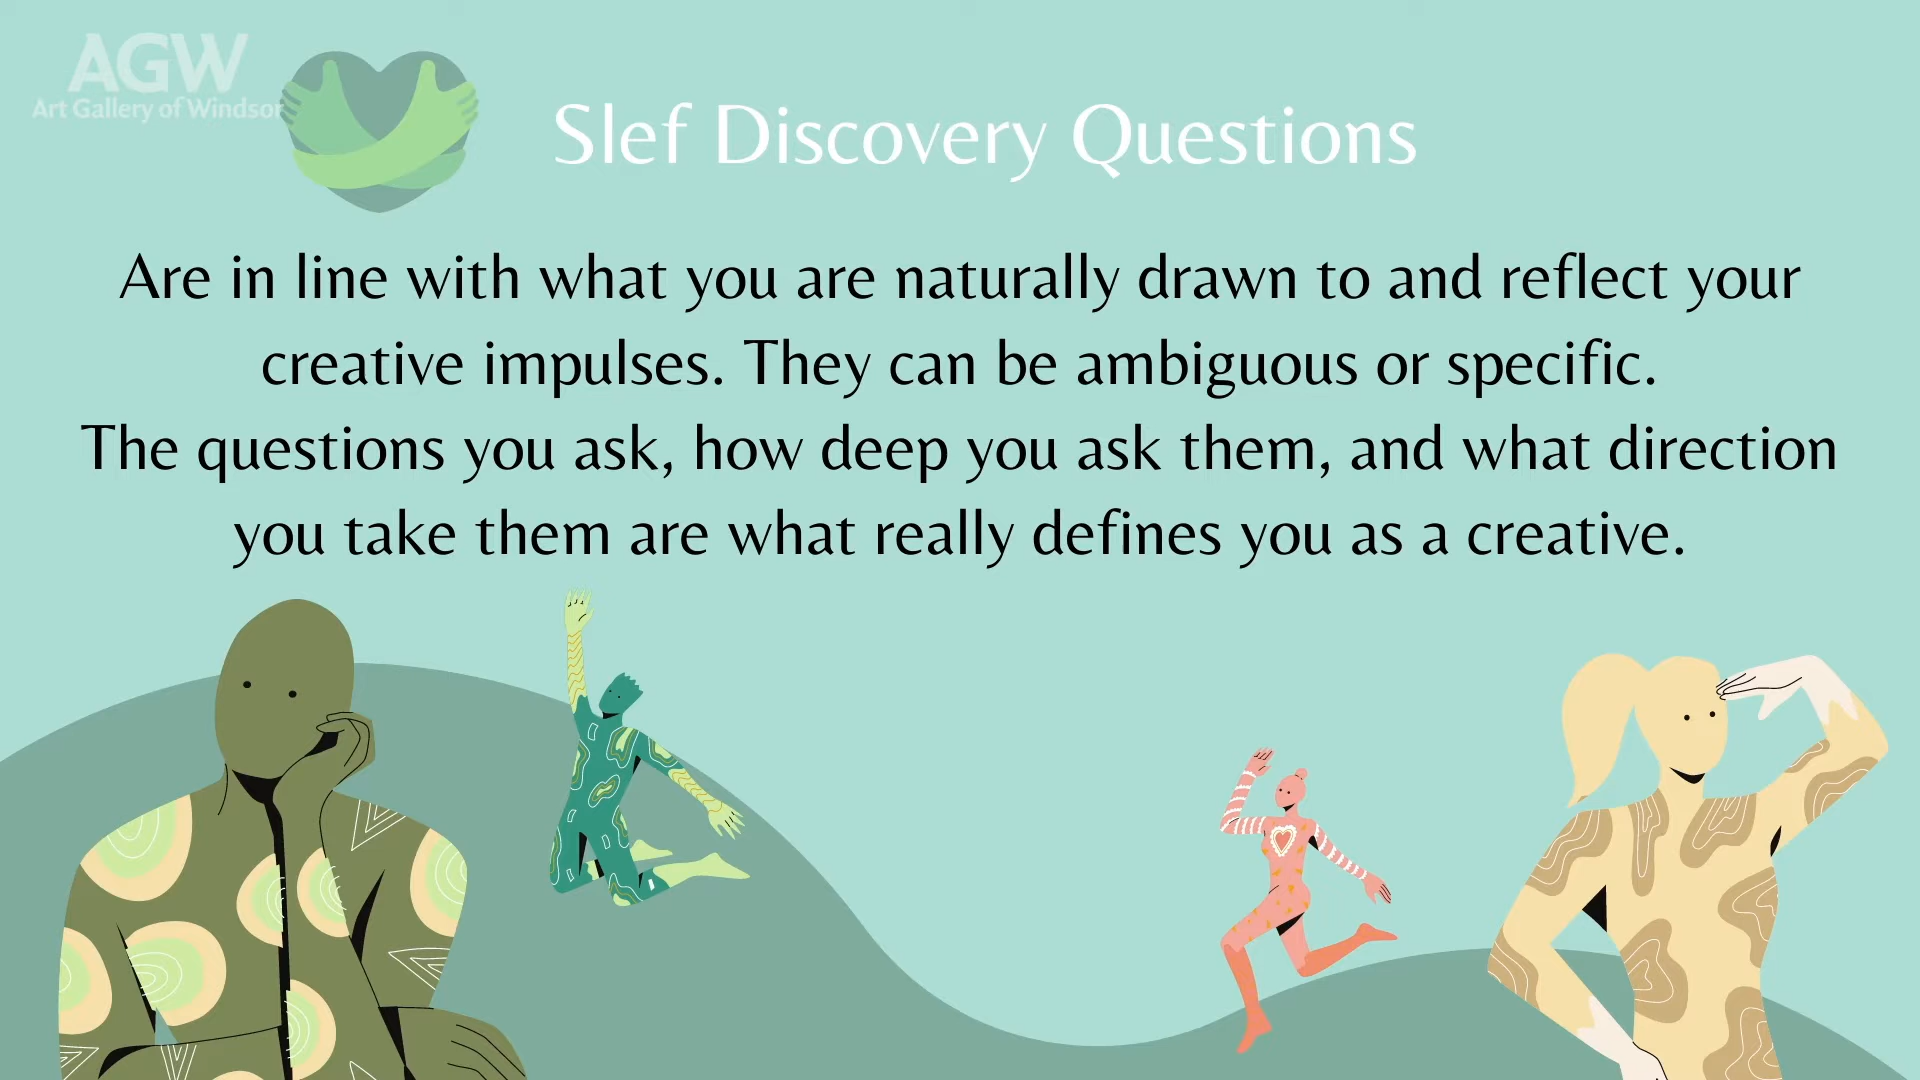 AGW
Art Gallery of Windsor
Slef Discovery Questions
Are in line with what you are naturally drawn to and reflect your
creative impulses. They can be ambiguous or specific.
The questions you ask, how deep you ask them, and what direction
you take them are what really defines you as a creative.